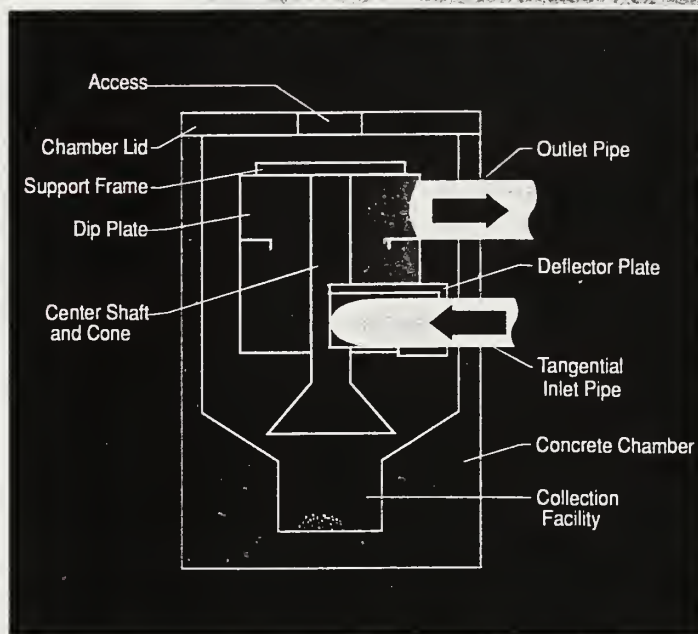 Access
Chamber Lid
Support Frame
Dip Plate
Center Shaft
and Cone
Outlet Pipe
Deflector Plate
Tangential
Inlet Pipe
Concrete Chamber
Collection
Facility